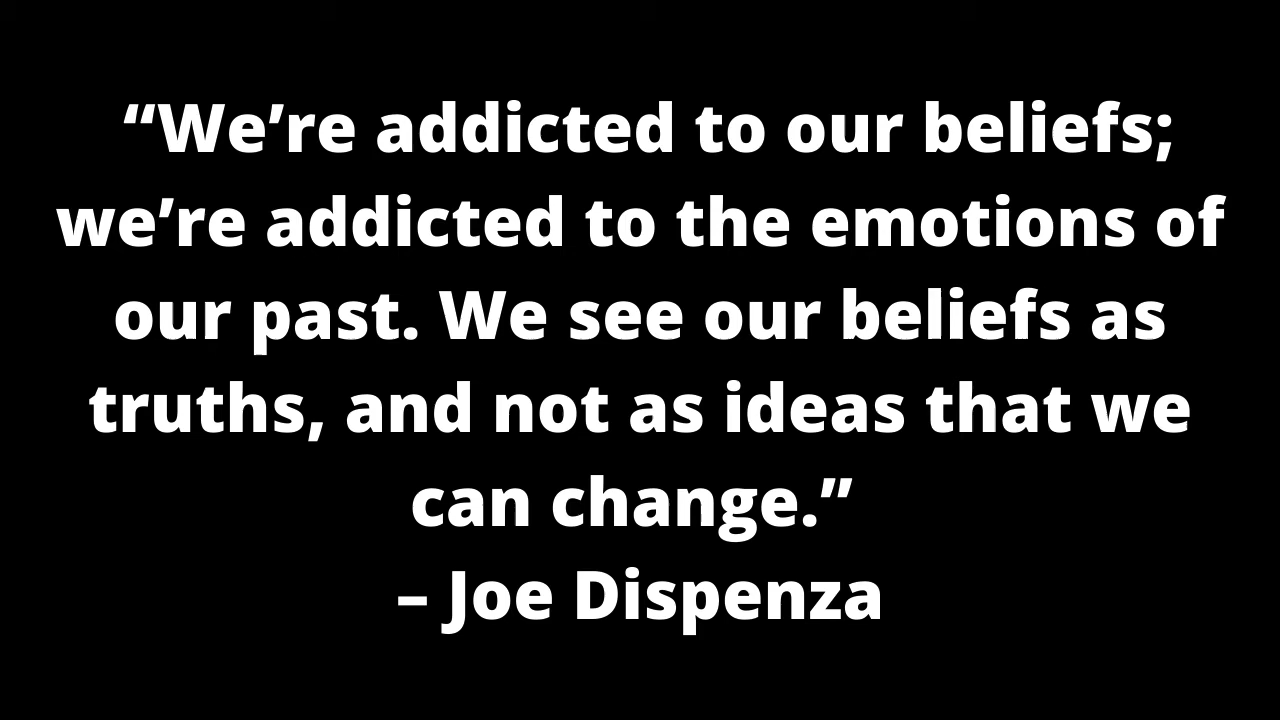 “We’re addicted to our beliefs;
we’re addicted to the emotions of
our past. We see our beliefs as
truths, and not as ideas that we
can change.”
– Joe Dispenza